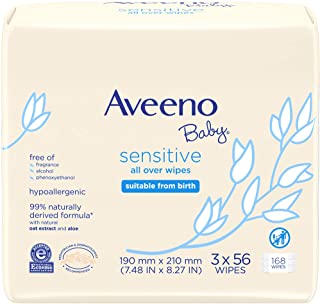 Aveeno
Baby®
sensitive
all over wipes
suitable from birth
free of
fragrance
alcohol
phenoxyethanol
hypoallergenic
99% naturally
derived formula*
with natural
oat extract and aloe
190 mm x 210 mm
(7.48 IN x 8.27 IN)
3 x 56
WIPES
168
WIPES
Eczema